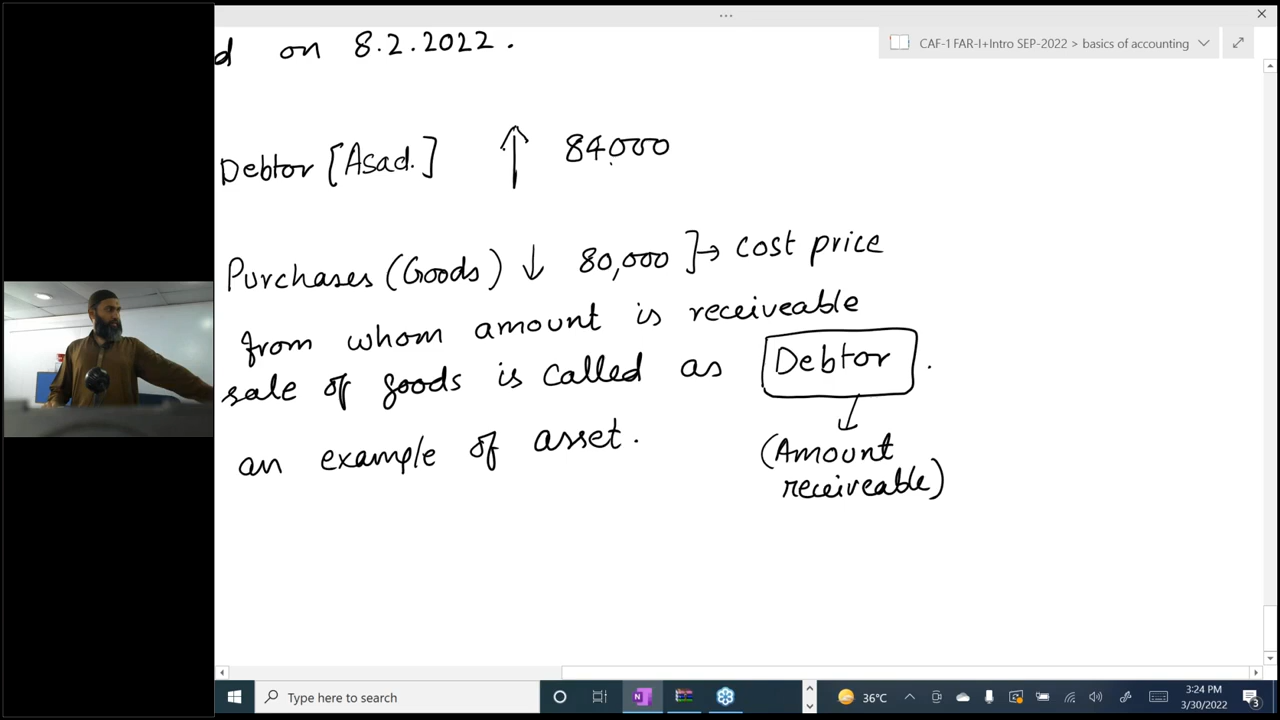 d on 8.2.2022.
CAF-1 FAR-I+Intro SEP-2022 > basics of accounting
Debtor [Asad.] ↑ 84000
Purchases (Goods) ↓ 80,000 ]→ cost price
from whom amount is receiveable
sale of goods is called as Debtor.
an example of asset.
(Amount
receiveable)
Type to search
36°C
3:24 PM
3/30/2022
3